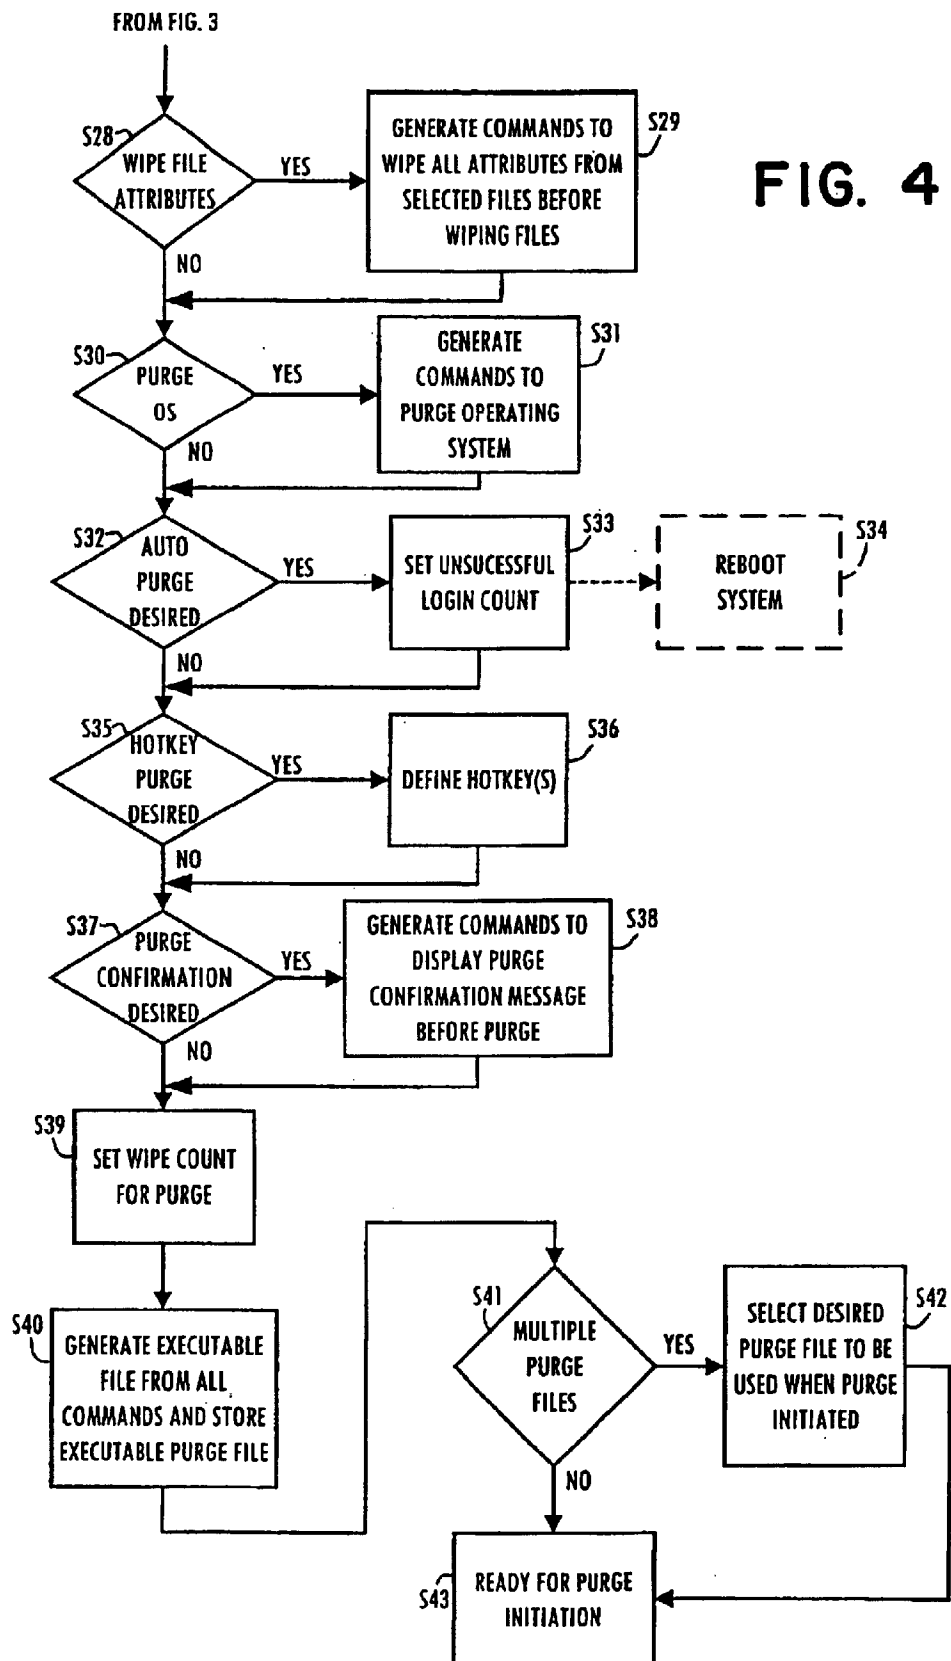 FROM FIG. 3
FIG. 4
S28
WIPE FILE
ATTRIBUTES
YES
NO
S29
GENERATE COMMANDS TO
WIPE ALL ATTRIBUTES FROM
SELECTED FILES BEFORE
WIPING FILES
S30
PURGE
OS
YES
NO
S31
GENERATE
COMMANDS TO
PURGE OPERATING
SYSTEM
S32
AUTO
PURGE
DESIRED
YES
NO
S33
SET UNSUCESSFUL
LOGIN COUNT
S34
REBOOT
SYSTEM
S35
HOTKEY
PURGE
DESIRED
YES
NO
S36
DEFINE HOTKEY(S)
S37
PURGE
CONFIRMATION
DESIRED
YES
NO
S38
GENERATE COMMANDS TO
DISPLAY PURGE
CONFIRMATION MESSAGE
BEFORE PURGE
S39
SET WIPE COUNT
FOR PURGE
S40
GENERATE EXECUTABLE
FILE FROM ALL
COMMANDS AND STORE
EXECUTABLE PURGE FILE
S41
MULTIPLE
PURGE
FILES
YES
NO
S42
SELECT DESIRED
PURGE FILE TO BE
USED WHEN PURGE
INITIATED
S43
READY FOR PURGE
INITIATION